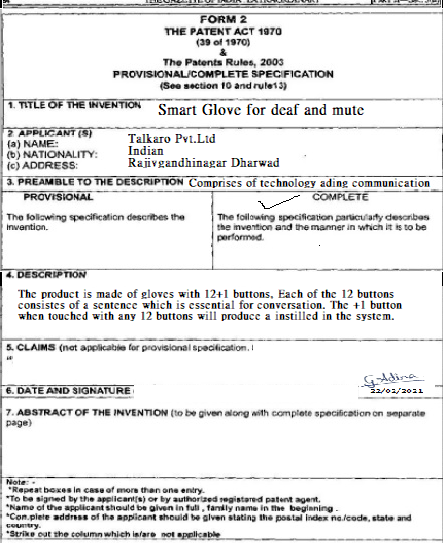 FORM 2
THE PATENT ACT 1970
(39 of 1970)
&
The Patents Rules, 2003
PROVISIONAL/COMPLETE SPECIFICATION
(See section 10 and rule13)
1. TITLE OF THE INVENTION Smart Glove for deaf and mute
2. APPLICANT (S)
(a) NAME: Talkaro Pvt.Ltd
(b) NATIONALITY: Indian
(c) ADDRESS: Rajivgandhinagar Dharwad
3. PREAMBLE TO THE DESCRIPTION Comprises of technology ading communication
PROVISIONAL COMPLETE
The following specification describes the The following specification particularly describes
invention. the invention and the manner in which it is to be
performed.
4. DESCRIPTION
The product is made of gloves with 12+1 buttons, Each of the 12 buttons
consistes of a sentence which is essential for conversation. The +1 button
when touched with any 12 buttons will produce a instilled in the system.
5. CLAIMS (not applicable for provisional specification.
6. DATE AND SIGNATURE
22/02/2021
7. ABSTRACT OF THE INVENTION (to be given along with complete specification on separate
page)
Note: -
*Repeat boxes in case of more than one entry.
*To be signed by the applicant(s) or by authorized registered patent agent.
*Name of the applicant should be given in full, family name in the beginning .
*Complete address of the applicant should be given stating the postal index no./code, state and
country.
*Strike out the column which is/are not applicable